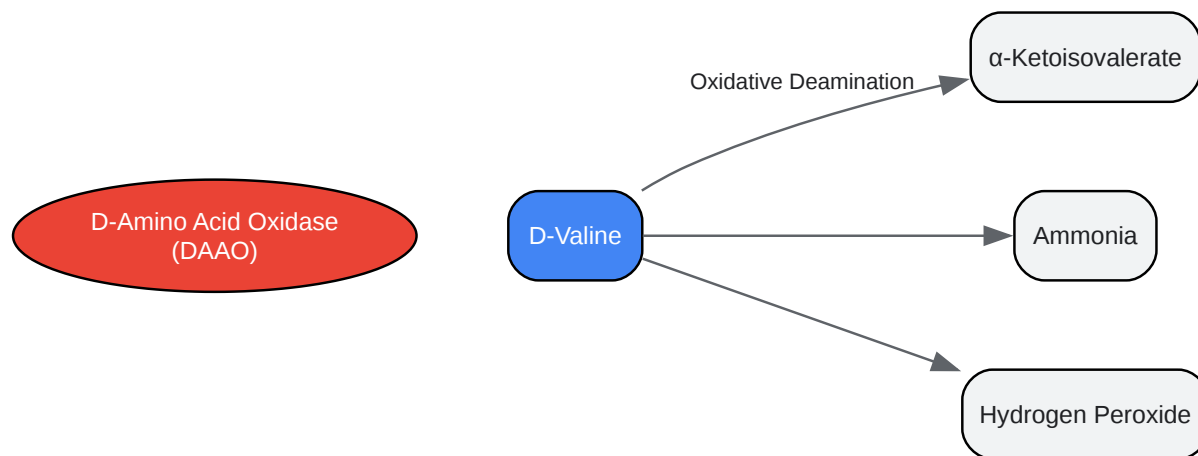 D-Amino Acid Oxidase
(DAAO)
D-Valine
Oxidative Deamination
α-Ketoisovalerate
Ammonia
Hydrogen Peroxide